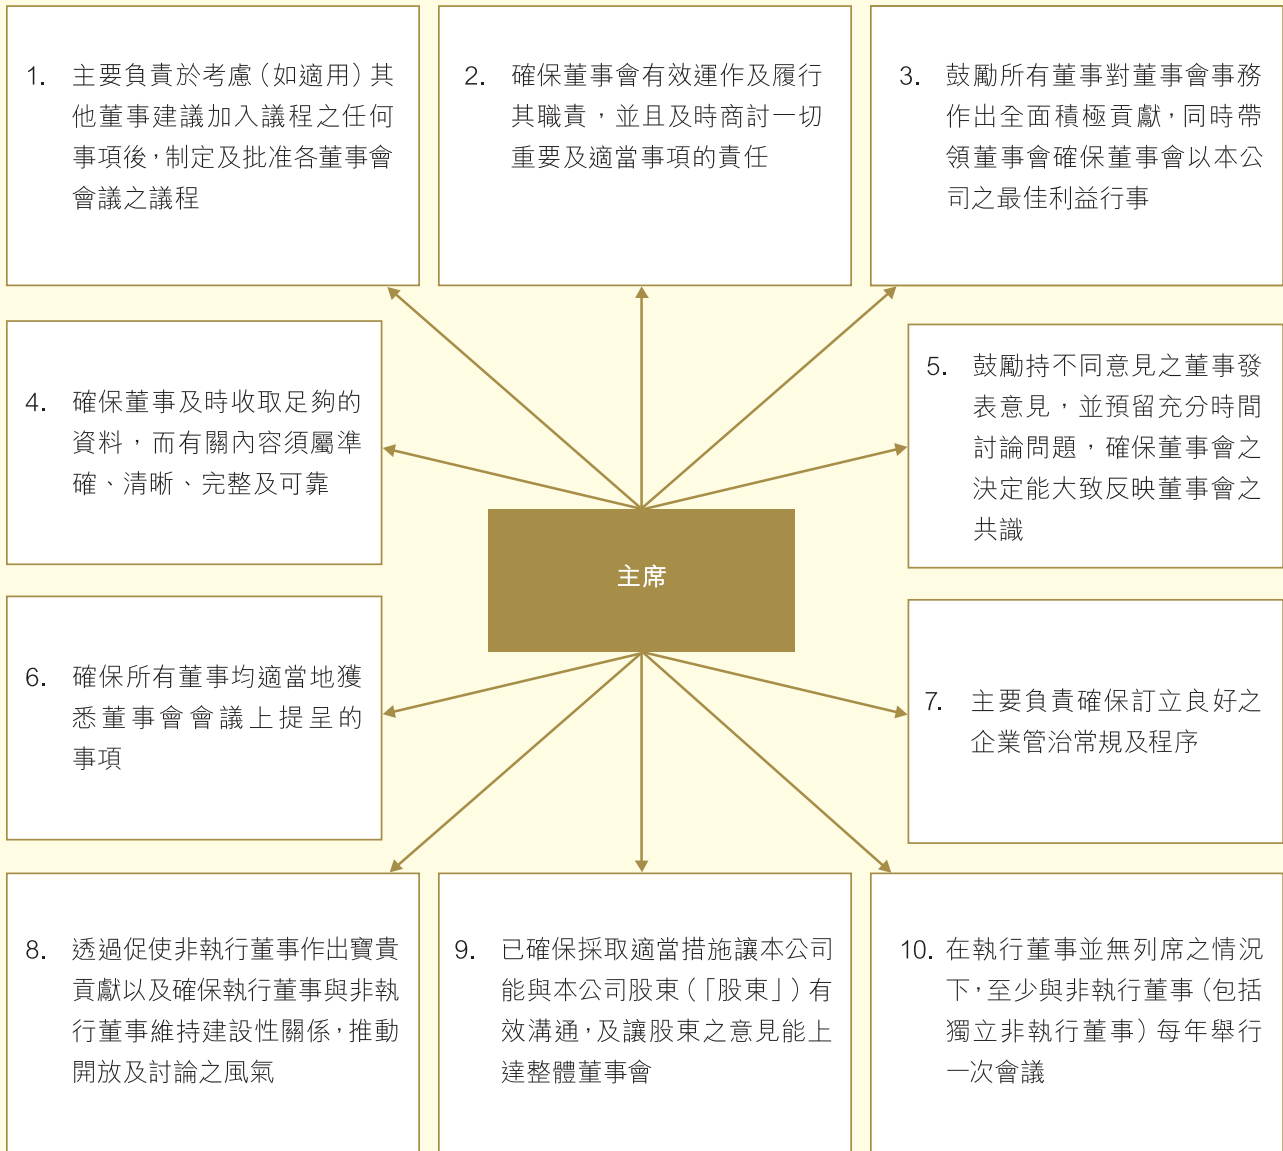 1. 主要負責於考慮（如適用）其
他董事建議加入議程之任何
事項後，制定及批准各董事會
會議之議程
2. 確保董事會有效運作及履行
其職責，並且及時商討一切
重要及適當事項的責任
3. 鼓勵所有董事對董事會事務
作出全面積極貢獻，同時帶
領董事會確保董事會以本公
司之最佳利益行事
4. 確保董事及時收取足夠的
資料，而有關內容須屬準
確、清晰、完整及可靠
5. 鼓勵持不同意見之董事發
表意見，並預留充分時間
討論問題，確保董事會之
決定能大致反映董事會之
共識
主席
6. 確保所有董事均適當地獲
悉董事會會議上提呈的
事項
7. 主要負責確保訂立良好之
企業管治常規及程序
8. 透過促使非執行董事作出寶貴
貢獻以及確保執行董事與非執
行董事維持建設性關係，推動
開放及討論之風氣
9. 已確保採取適當措施讓本公司
能與本公司股東（「股東」）有
效溝通，及讓股東之意見能上
達整體董事會
10. 在執行董事並無列席之情況
下，至少與非執行董事（包括
獨立非執行董事）每年舉行
一次會議